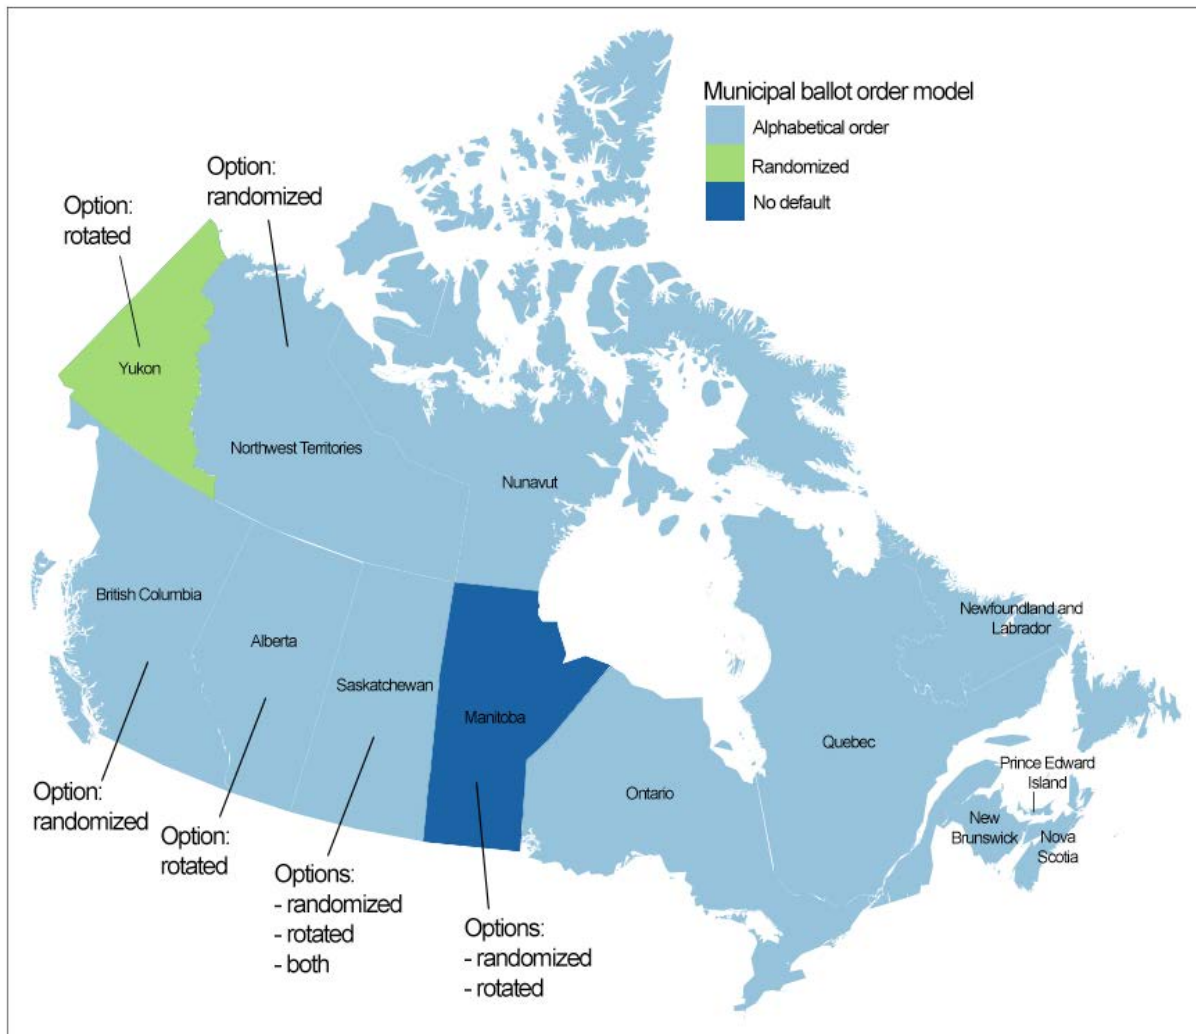 Municipal ballot order model
Alphabetical order
Randomized
No default
Option:
randomized
Option:
rotated
Yukon
Northwest Territories
Nunavut
British Columbia
Alberta
Saskatchewan
Manitoba
Ontario
Quebec
Newfoundland and
Labrador
Prince Edward
Island
New
Brunswick
Nova
Scotia
Option:
randomized
Option:
rotated
Options:
- randomized
- rotated
- both
Options:
- randomized
- rotated